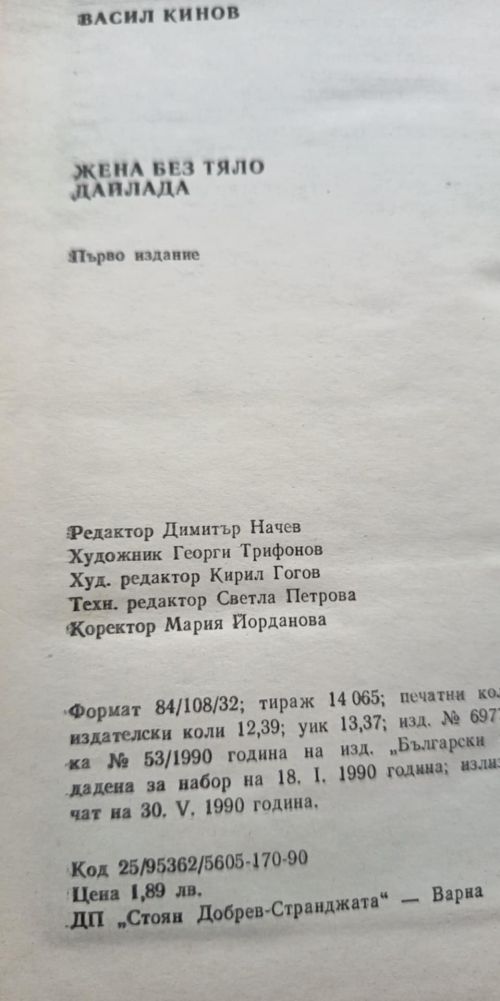 ВАСИЛ КИНОВ
ЖЕНА БЕЗ ТЯЛО
ДАЙЛАДА
Първо издание
Редактор Димитър Начев
Художник Георги Трифонов
Худ. редактор Кирил Гогов
Техн. редактор Светла Петрова
Коректор Мария Йорданова
Формат 84/108/32; тираж 14 065; печатни кол
издателски коли 12,39; уик 13,37; изд. № 697
ка № 53/1990 година на изд. „Български
дадена за набор на 18. I. 1990 година; изли
чат на 30. V. 1990 година.
Код 25/95362/5605-170-90
Цена 1,89 лв.
ДП „Стоян Добрев-Странджата“ — Варна